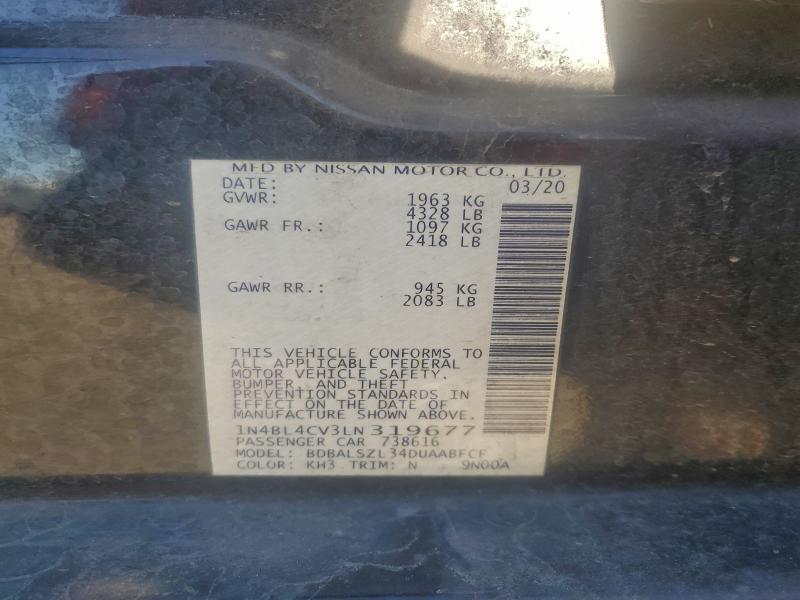 MFD BY NISSAN MOTOR CO., LTD.
DATE: 03/20
GVWR: 1963 KG
4328 LB
GAWR FR.: 1097 KG
2418 LB
GAWR RR.: 945 KG
2083 LB
THIS VEHICLE CONFORMS TO
ALL APPLICABLE FEDERAL
MOTOR VEHICLE SAFETY,
BUMPER, AND THEFT
PREVENTION STANDARDS IN
EFFECT ON THE DATE OF
MANUFACTURE SHOWN ABOVE.
1N4BL4CV3LN319677
PASSENGER CAR 738616
MODEL: BDBALSZL34DUAABFCF
COLOR: KH3 TRIM: N 9N00A